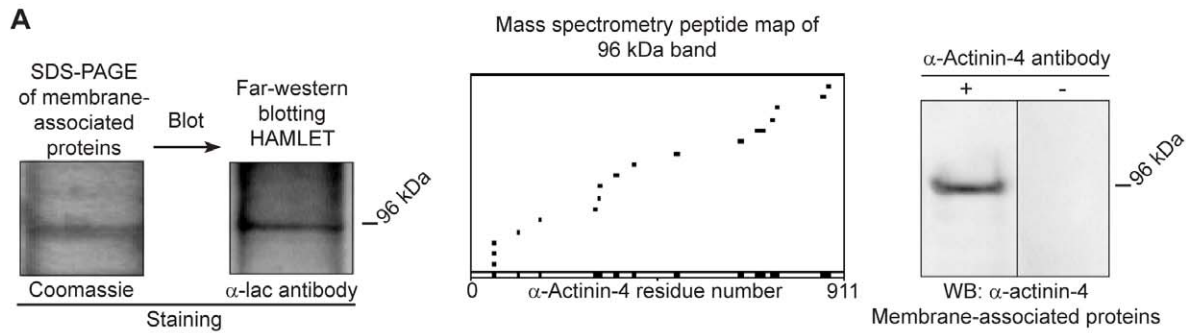 A
SDS-PAGE
of membrane-
associated
proteins
Blot
Far-western
blotting
HAMLET
96 kDa
Coomassie
α-lac antibody
Staining
Mass spectrometry peptide map of
96 kDa band
0
α-Actinin-4 residue number
911
α-Actinin-4 antibody
+ -
96 kDa
WB: α-actinin-4
Membrane-associated proteins